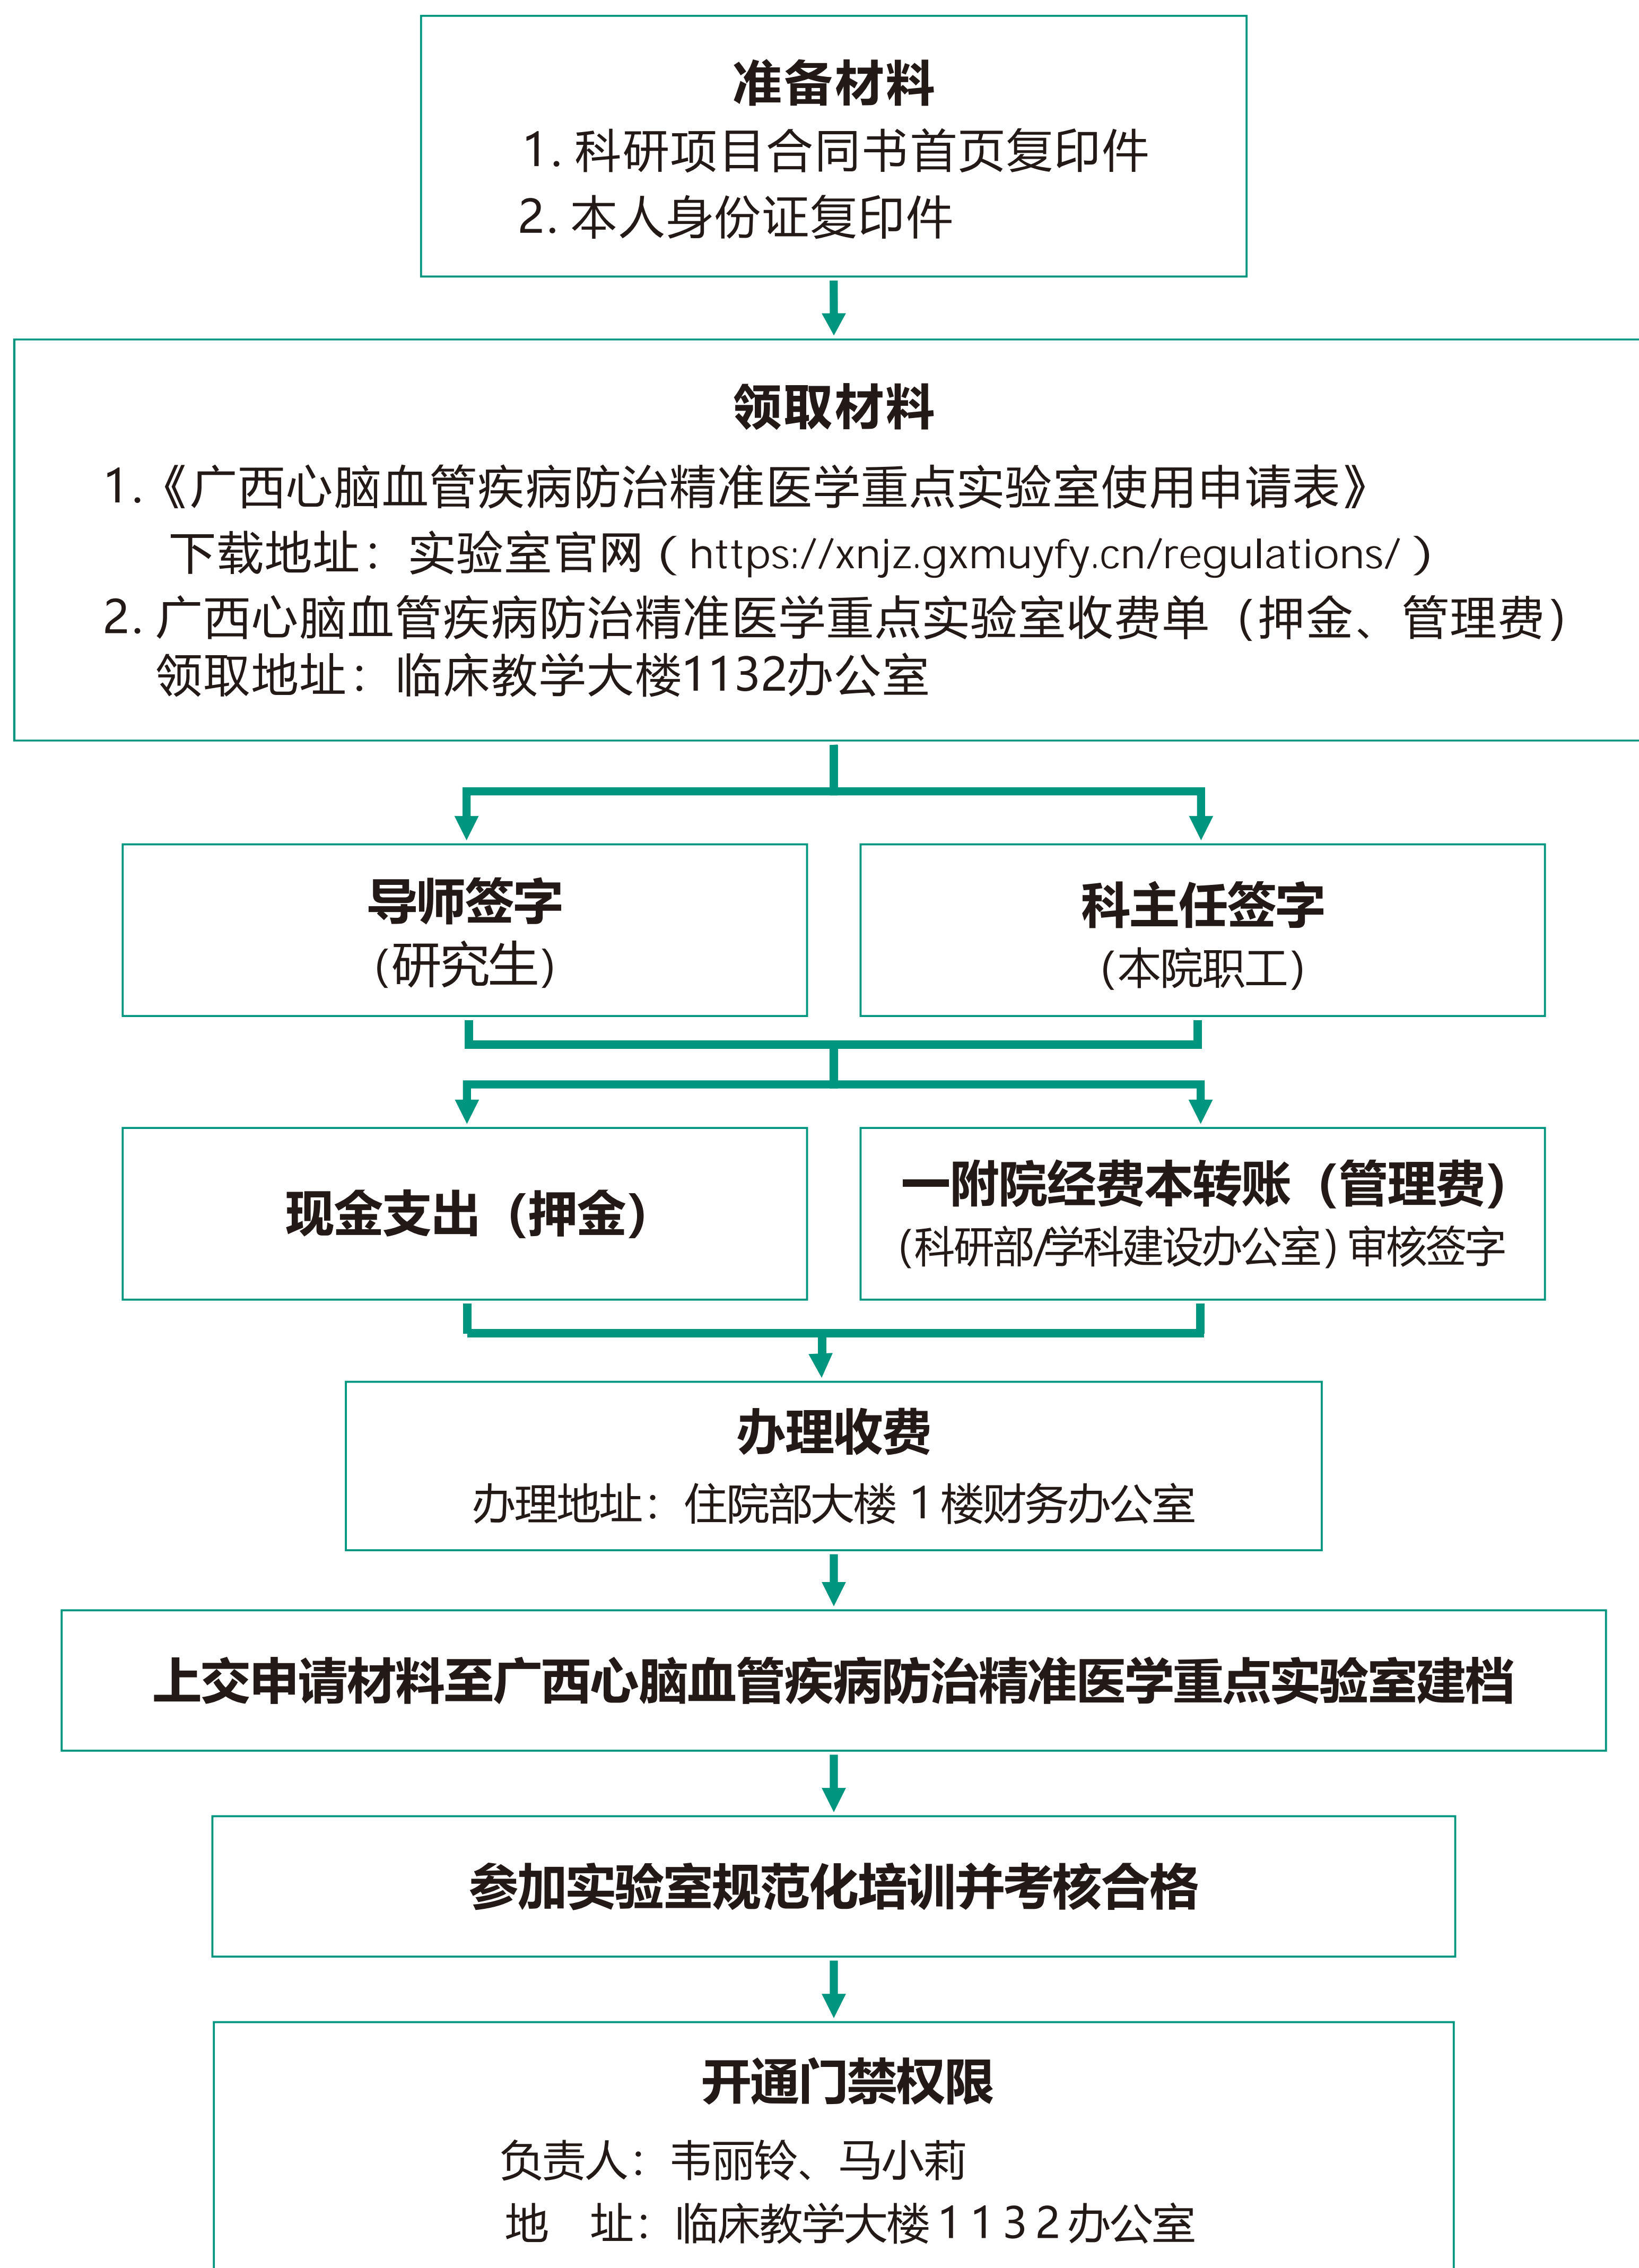 准备材料
1. 科研项目合同书首页复印件
2. 本人身份证复印件
领取材料
1.《广西心脑血管疾病防治精准医学重点实验室使用申请表》
下载地址：实验室官网（https://xnjz.gxmuyfy.cn/regulations/）
2. 广西心脑血管疾病防治精准医学重点实验室收费单（押金、管理费）
领取地址：临床教学大楼1132办公室
导师签字
（研究生）
科主任签字
（本院职工）
现金支出（押金）
一附院经费本转账（管理费）
（科研部/学科建设办公室）审核签字
办理收费
办理地址：住院部大楼 1 楼财务办公室
上交申请材料至广西心脑血管疾病防治精准医学重点实验室建档
参加实验室规范化培训并考核合格
开通门禁权限
负责人：韦丽铃、马小莉
地　址：临床教学大楼1132办公室